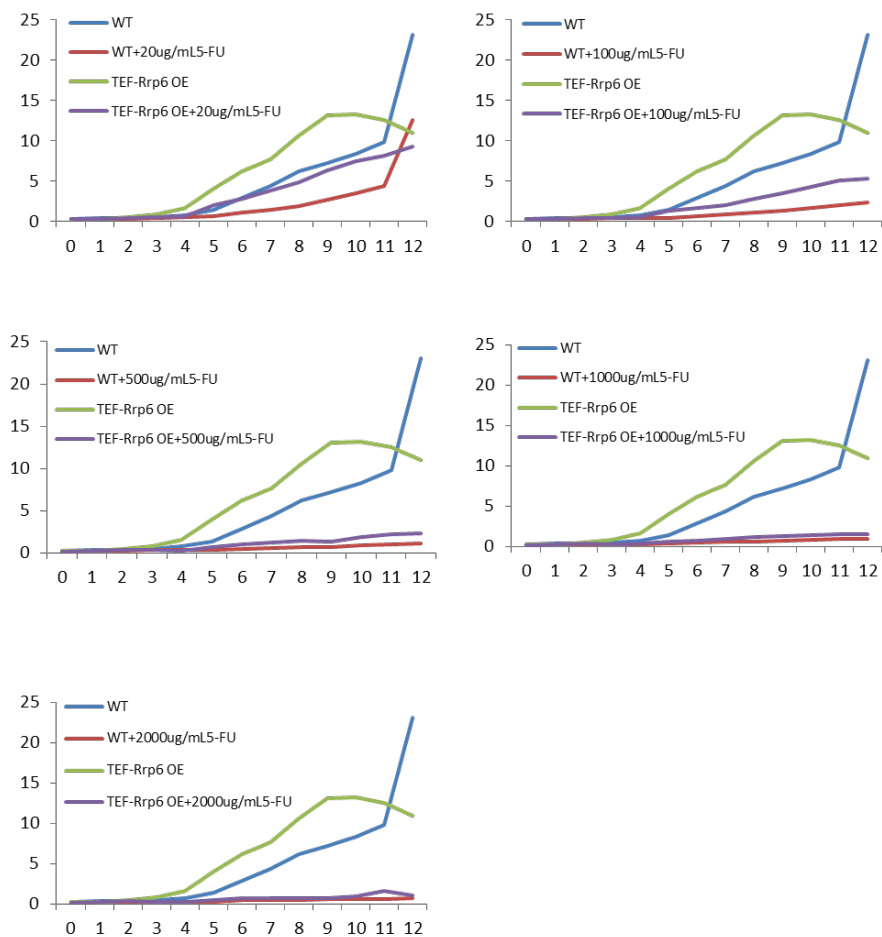 25
20
15
10
5
0
WT
WT+20ug/mL5-FU
TEF-Rrp6 OE
TEF-Rrp6 OE+20ug/mL5-FU
0 1 2 3 4 5 6 7 8 9 10 11 12
25
20
15
10
5
0
WT
WT+100ug/mL5-FU
TEF-Rrp6 OE
TEF-Rrp6 OE+100ug/mL5-FU
0 1 2 3 4 5 6 7 8 9 10 11 12
25
20
15
10
5
0
WT
WT+500ug/mL5-FU
TEF-Rrp6 OE
TEF-Rrp6 OE+500ug/mL5-FU
0 1 2 3 4 5 6 7 8 9 10 11 12
25
20
15
10
5
0
WT
WT+1000ug/mL5-FU
TEF-Rrp6 OE
TEF-Rrp6 OE+1000ug/mL5-FU
0 1 2 3 4 5 6 7 8 9 10 11 12
25
20
15
10
5
0
WT
WT+2000ug/mL5-FU
TEF-Rrp6 OE
TEF-Rrp6 OE+2000ug/mL5-FU
0 1 2 3 4 5 6 7 8 9 10 11 12